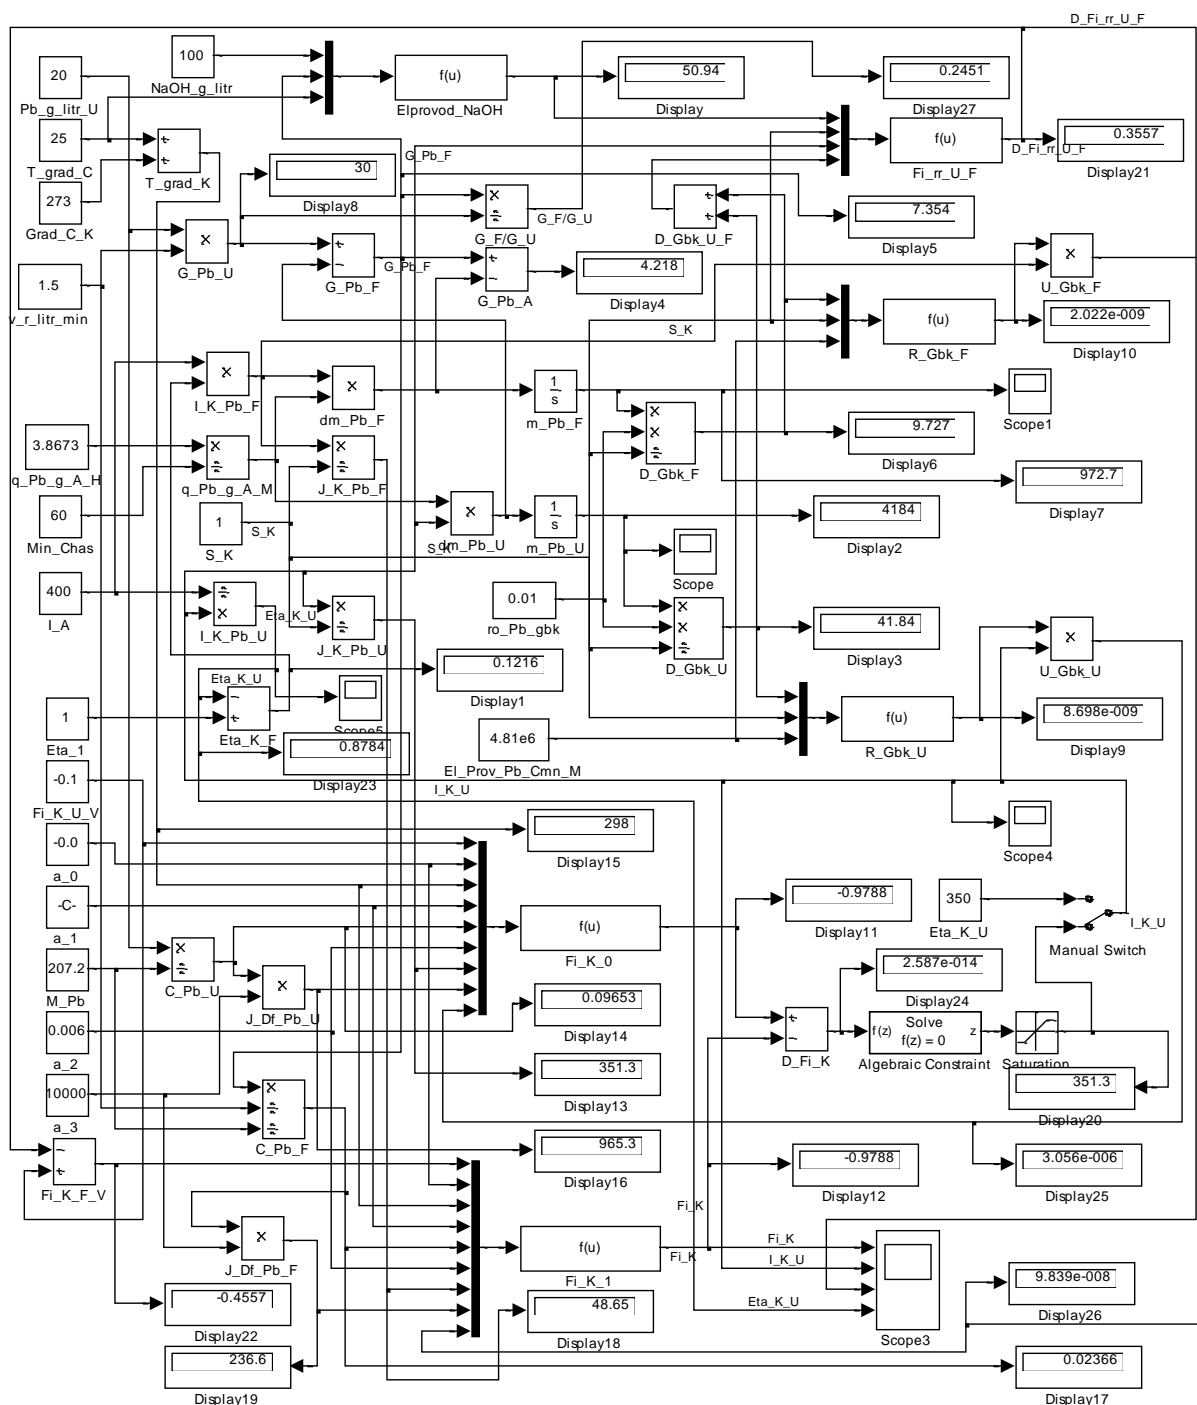 D_Fi_rr_U_F
100
NaOH_g_litr
20
Pb_g_litr_U
f(u)
Elprovod_NaOH
50.94
Display
0.2451
Display27
25
T_grad_C
T_grad_K
G_Pb_F
f(u)
Fi_rr_U_F
D_Fi_rr_U_F
0.3557
Display21
30
Display8
273
Grad_C_K
G_Pb_U
G_F/G_U
G_F/G_U
D_Gbk_U_F
7.354
Display5
G_Pb_F
G_Pb_F
G_Pb_A
4.218
Display4
U_Gbk_F
1.5
v_r_litr_min
S_K
f(u)
R_Gbk_F
2.022e-009
Display10
I_K_Pb_F
dm_Pb_F
1
s
m_Pb_F
Scope1
D_Gbk_F
9.727
Display6
3.8673
q_Pb_g_A_H
q_Pb_g_A_M
J_K_Pb_F
972.7
Display7
60
Min_Chas
1
S_K
S_K
S_K
dm_Pb_U
1
s
m_Pb_U
4184
Display2
Scope
400
I_A
I_K_Pb_U
Eta_K_U
J_K_Pb_U
0.01
ro_Pb_gbk
D_Gbk_U
41.84
Display3
U_Gbk_U
0.1216
Display1
Eta_K_U
Eta_K_F
Scope5
1
Eta_1
0.8784
Display23
4.81e6
El_Prov_Pb_Cmn_M
f(u)
R_Gbk_U
8.698e-009
Display9
-0.1
Fi_K_U_V
I_K_U
298
Display15
Scope4
-0.0
a_0
-C-
a_1
f(u)
Fi_K_0
-0.9788
Display11
350
Eta_K_U
I_K_U
Manual Switch
207.2
M_Pb
C_Pb_U
J_Df_Pb_U
0.09653
Display14
2.587e-014
Display24
0.006
a_2
D_Fi_K
f(z)
Solve
f(z) = 0
z
Algebraic Constraint
Saturation
10000
a_3
351.3
Display13
351.3
Display20
C_Pb_F
965.3
Display16
-0.9788
Display12
3.056e-006
Display25
Fi_K_F_V
J_Df_Pb_F
f(u)
Fi_K_1
Fi_K
Fi_K
Fi_K
I_K_U
Eta_K_U
Scope3
9.839e-008
Display26
-0.4557
Display22
48.65
Display18
236.6
Display19
0.02366
Display17